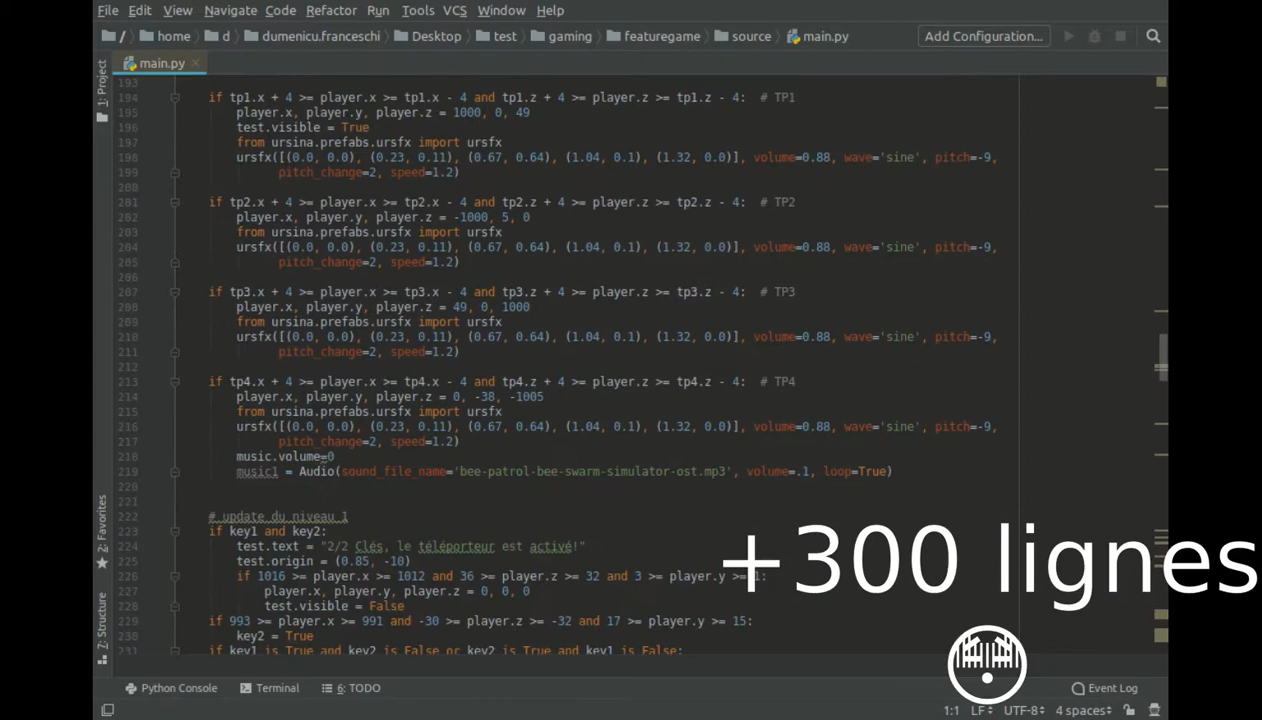 File Edit View Navigate Code Refactor Run Tools VCS Window Help
/ home d dumenicu.franceschi Desktop test gaming featuregame source main.py Add Configuration...
main.py
1: Project
193
194 if tp1.x + 4 >= player.x >= tp1.x - 4 and tp1.z + 4 >= player.z >= tp1.z - 4: # TP1
195 player.x, player.y, player.z = 1000, 0, 49
196 test.visible = True
197 from ursina.prefabs.ursfx import ursfx
198 ursfx([(0.0, 0.0), (0.23, 0.11), (0.67, 0.64), (1.04, 0.1), (1.32, 0.0)], volume=0.88, wave='sine', pitch=-9,
199 pitch_change=2, speed=1.2)
200
201 if tp2.x + 4 >= player.x >= tp2.x - 4 and tp2.z + 4 >= player.z >= tp2.z - 4: # TP2
202 player.x, player.y, player.z = -1000, 5, 0
203 from ursina.prefabs.ursfx import ursfx
204 ursfx([(0.0, 0.0), (0.23, 0.11), (0.67, 0.64), (1.04, 0.1), (1.32, 0.0)], volume=0.88, wave='sine', pitch=-9,
205 pitch_change=2, speed=1.2)
206
207 if tp3.x + 4 >= player.x >= tp3.x - 4 and tp3.z + 4 >= player.z >= tp3.z - 4: # TP3
208 player.x, player.y, player.z = 49, 0, 1000
209 from ursina.prefabs.ursfx import ursfx
210 ursfx([(0.0, 0.0), (0.23, 0.11), (0.67, 0.64), (1.04, 0.1), (1.32, 0.0)], volume=0.88, wave='sine', pitch=-9,
211 pitch_change=2, speed=1.2)
212
213 if tp4.x + 4 >= player.x >= tp4.x - 4 and tp4.z + 4 >= player.z >= tp4.z - 4: # TP4
214 player.x, player.y, player.z = 0, -38, -1005
215 from ursina.prefabs.ursfx import ursfx
216 ursfx([(0.0, 0.0), (0.23, 0.11), (0.67, 0.64), (1.04, 0.1), (1.32, 0.0)], volume=0.88, wave='sine', pitch=-9,
217 pitch_change=2, speed=1.2)
218 music.volume=0
219 music1 = Audio(sound_file_name='bee-patrol-bee-swarm-simulator-ost.mp3', volume=.1, loop=True)
220
221
222 # update du niveau 1
223 if key1 and key2:
224 test.text = "2/2 Clés, le téléporteur est activé!"
225 test.origin = (0.85, -10)
226 if 1016 >= player.x >= 1012 and 36 >= player.z >= 32 and 3 >= player.y >= 1:
227 player.x, player.y, player.z = 0, 0, 0
228 test.visible = False
229 if 993 >= player.x >= 991 and -30 >= player.z >= -32 and 17 >= player.y >= 15:
230 key2 = True
231 if key1 is True and key2 is False or key2 is True and key1 is False:
+300 lignes
2: Favorites
7: Structure
Python Console Terminal 6: TODO Event Log
1:1 LF UTF-8 4 spaces